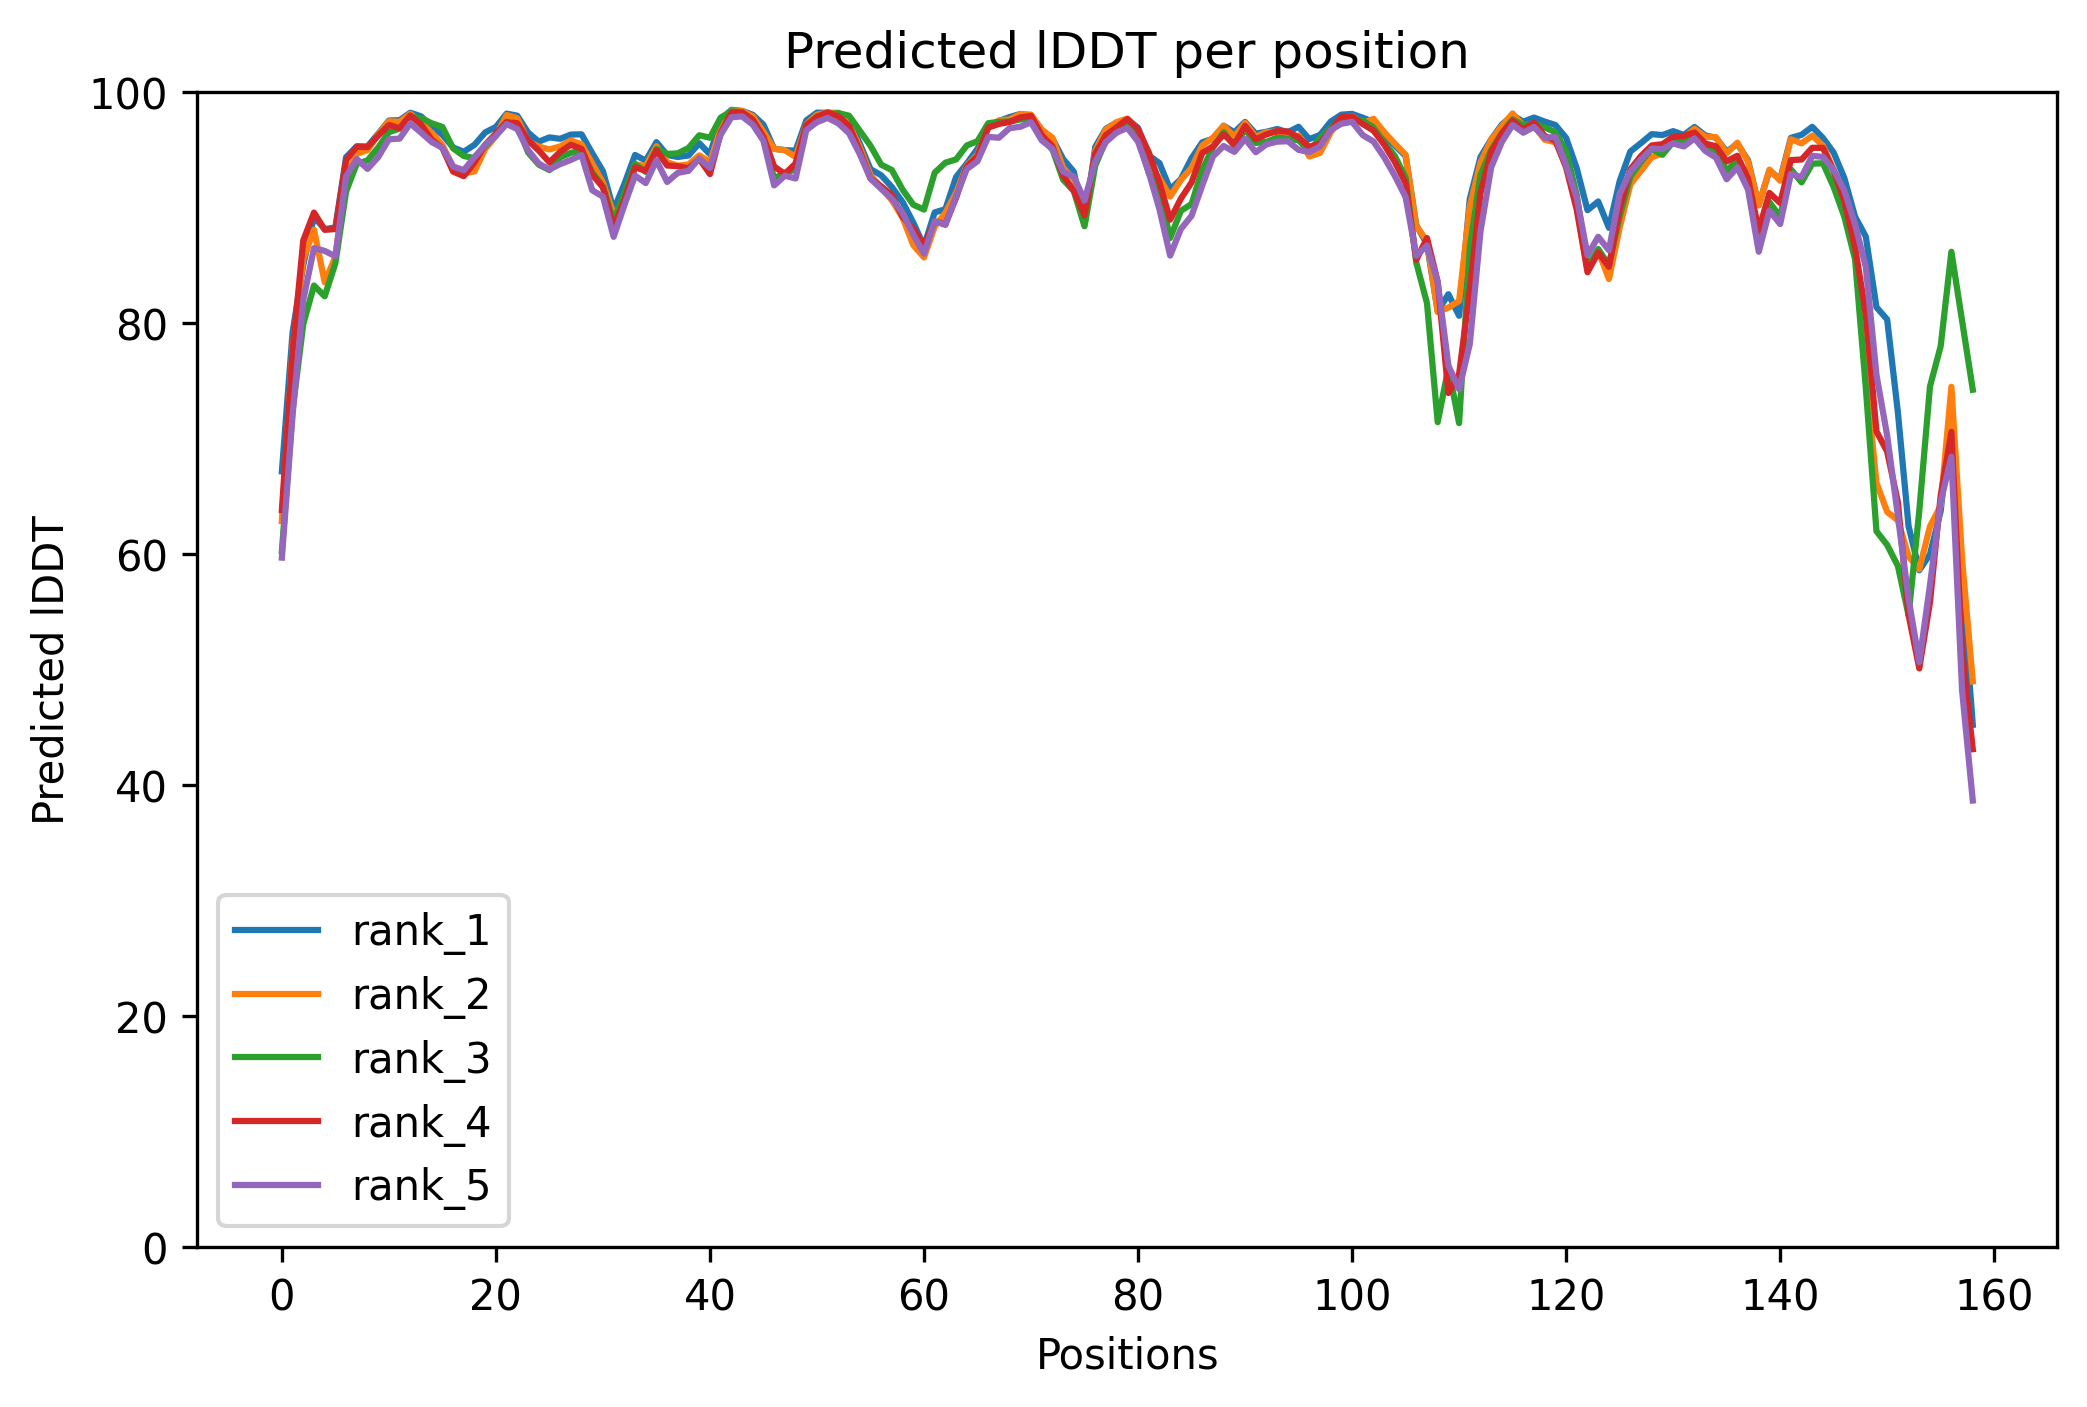 Predicted lDDT per position
100
80
60
40
20
0
Predicted lDDT
rank_1
rank_2
rank_3
rank_4
rank_5
0 20 40 60 80 100 120 140 160
Positions